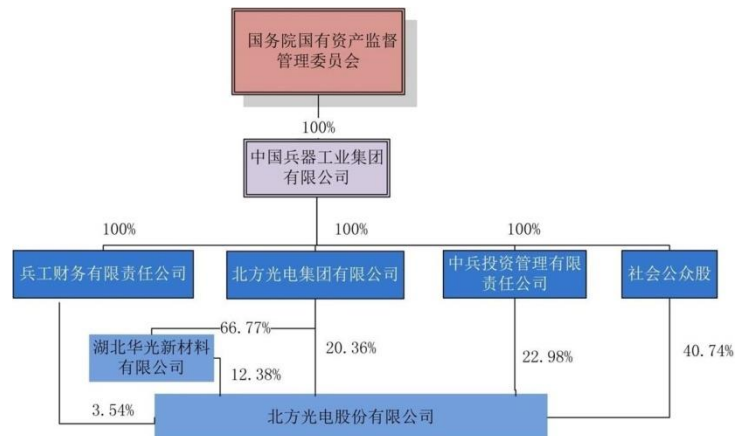 国务院国有资产监督
管理委员会
100%
中国兵器工业集团
有限公司
100%
100%
100%
兵工财务有限责任公司
北方光电集团有限公司
中兵投资管理有限
责任公司
社会公众股
66.77%
湖北华光新材料
有限公司
20.36%
22.98%
40.74%
12.38%
3.54%
北方光电股份有限公司